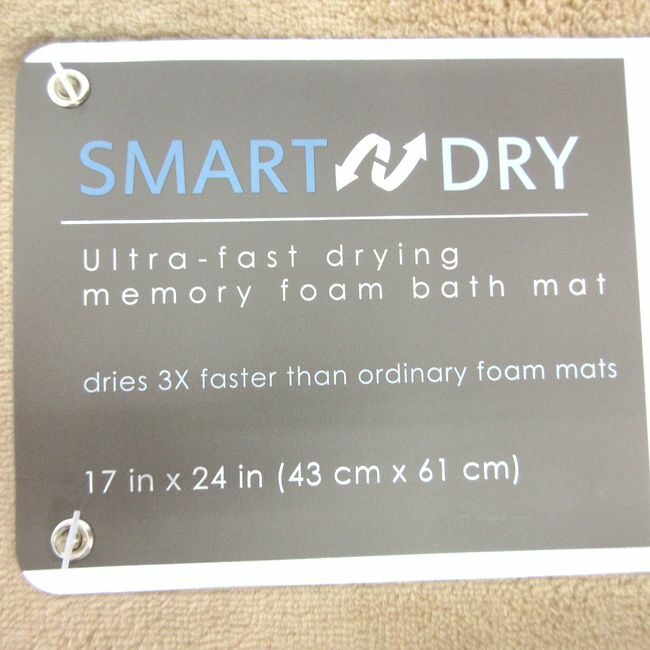 SMART DRY
Ultra-fast drying
memory foam bath mat
dries 3X faster than ordinary foam mats
17 in x 24 in (43 cm x 61 cm)